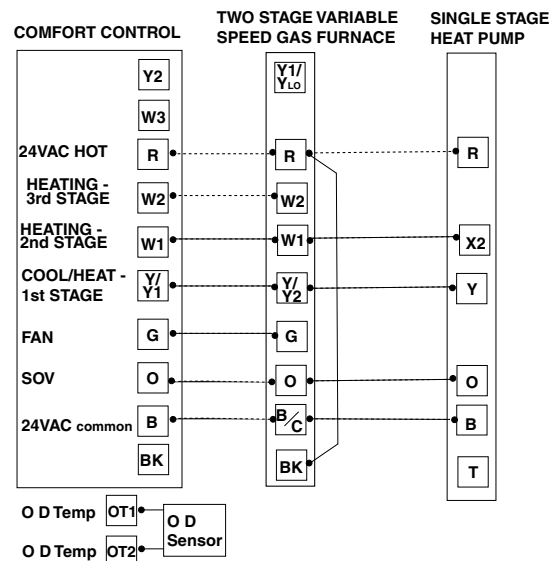 COMFORT CONTROL
TWO STAGE VARIABLE
SPEED GAS FURNACE
SINGLE STAGE
HEAT PUMP
Y2
Y1/
YLO
W3
24VAC HOT
R
R
R
HEATING -
3rd STAGE
W2
W2
HEATING -
2nd STAGE
W1
W1
X2
COOL/HEAT -
1st STAGE
Y/
Y1
Y/
Y2
Y
FAN
G
G
SOV
O
O
O
24VAC common
B
B/C
B
BK
BK
T
O D Temp
OT1
O D
Sensor
O D Temp
OT2